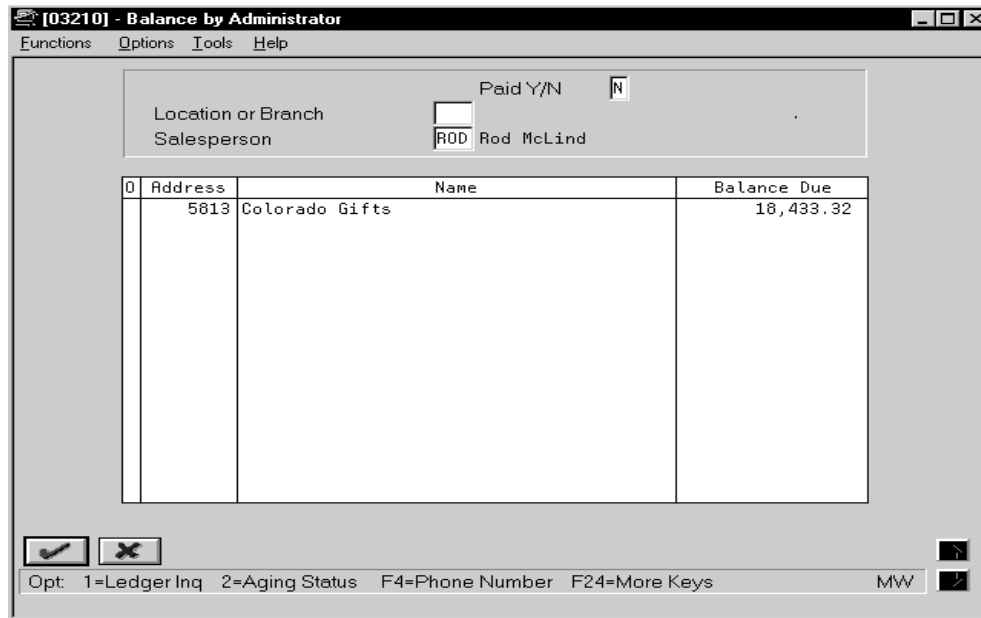 [03210] - Balance by Administrator
Functions Options Tools Help
Paid Y/N N
Location or Branch .
Salesperson ROD Rod McLind
O Address Name Balance Due
5813 Colorado Gifts 18,433.32
Opt: 1=Ledger Inq 2=Aging Status F4=Phone Number F24=More Keys MW